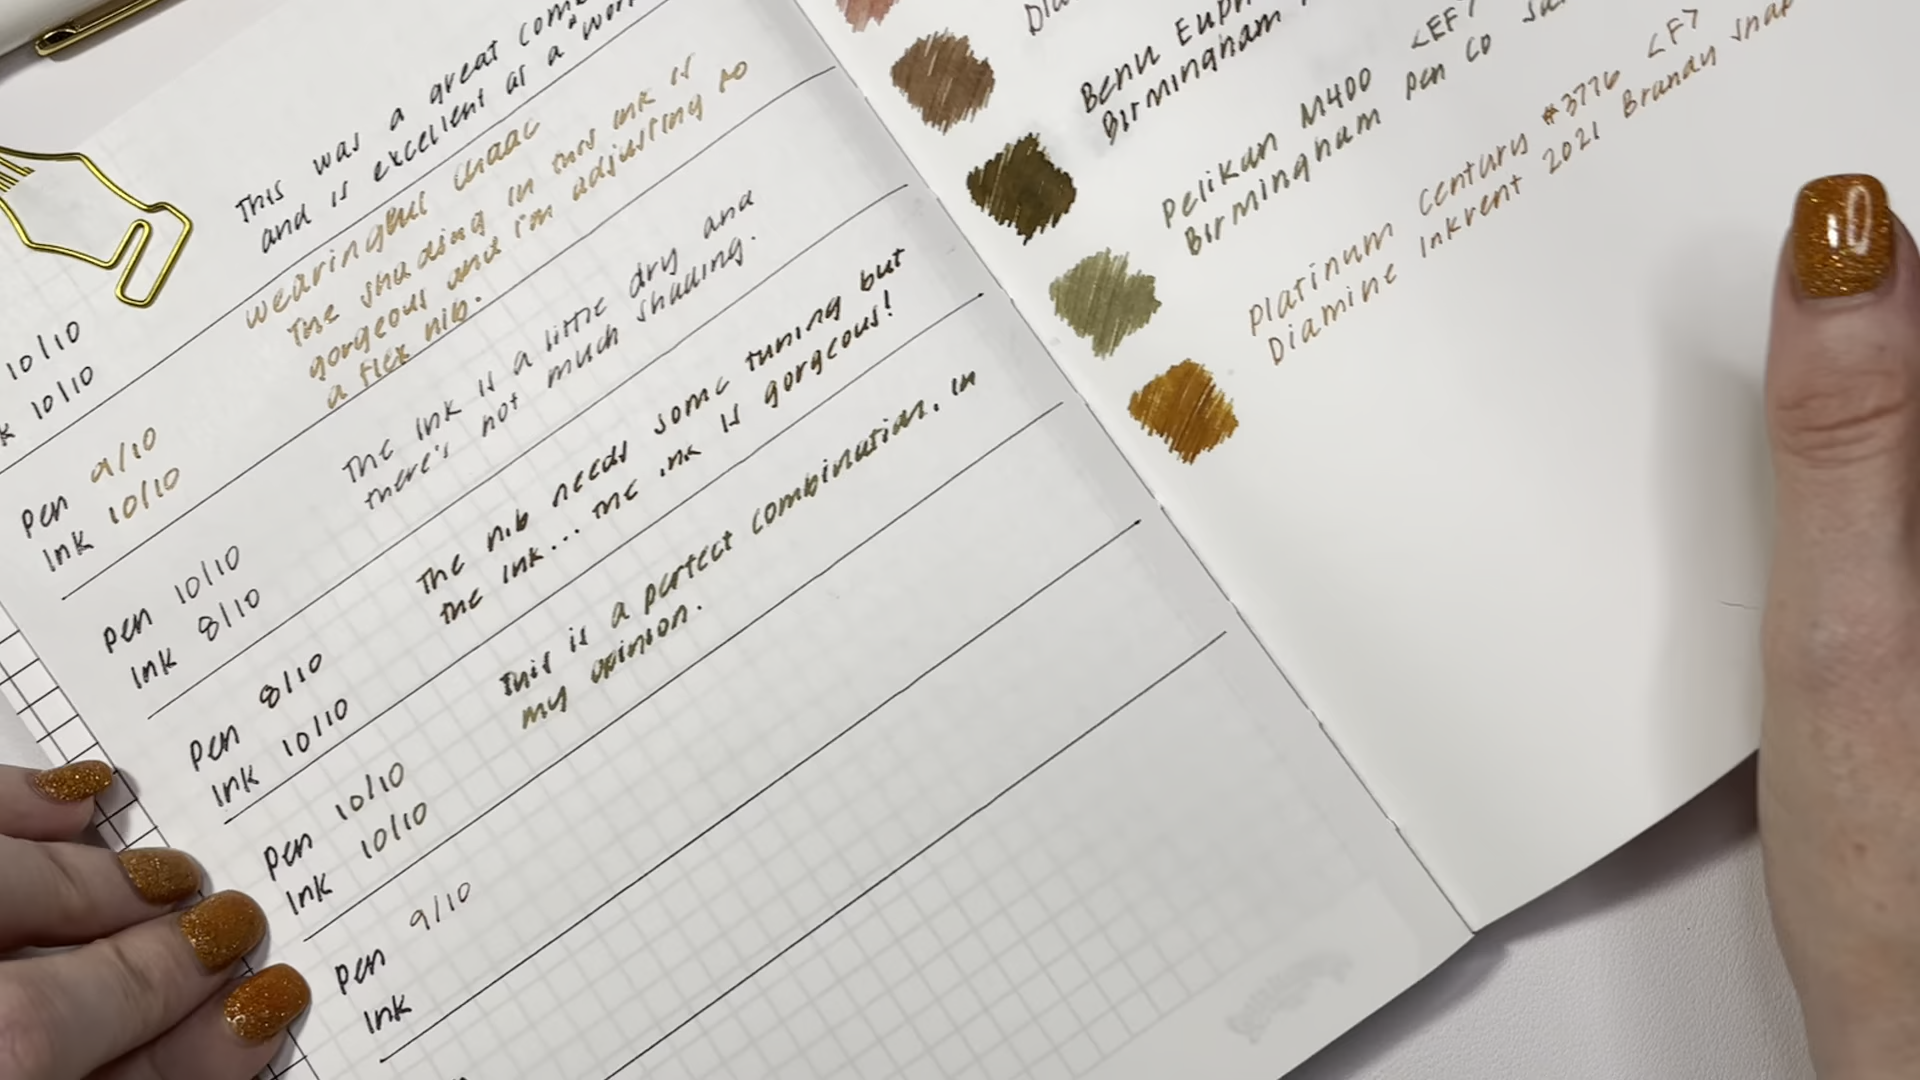 This was a great
and is excellent as a "work
10/10
10/10
The shading in this ink is
gorgeous and i'm adjusting to
a flex nib.
pen 9/10
Ink 10/10
The Ink is a little dry and
there's not much shading.
pen 10/10
Ink 8/10
The nib needs some tuning but
the ink... the ink is gorgeous!
pen 8/10
Ink 10/10
This is a perfect combination, in
my opinion.
pen 10/10
Ink 10/10
pen 9/10
Ink
Benu
Birmingham
Pelikan M400 <EF>
Birmingham pen Co
Platinum Century #3776 <F>
Diamine Inkvent 2021 Brandy snap